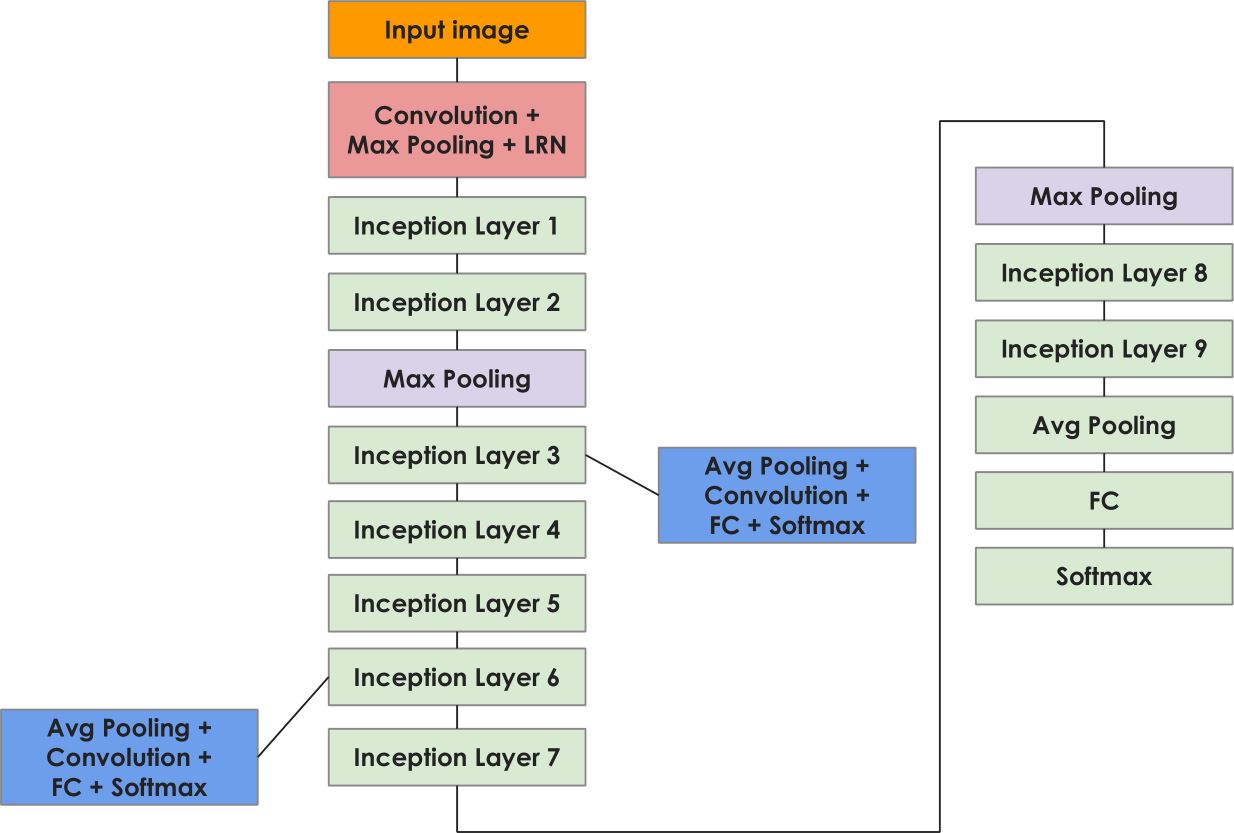 Input image
Convolution +
Max Pooling + LRN
Inception Layer 1
Inception Layer 2
Max Pooling
Inception Layer 3
Avg Pooling +
Convolution +
FC + Softmax
Inception Layer 4
Inception Layer 5
Inception Layer 6
Avg Pooling +
Convolution +
FC + Softmax
Inception Layer 7
Max Pooling
Inception Layer 8
Inception Layer 9
Avg Pooling
FC
Softmax